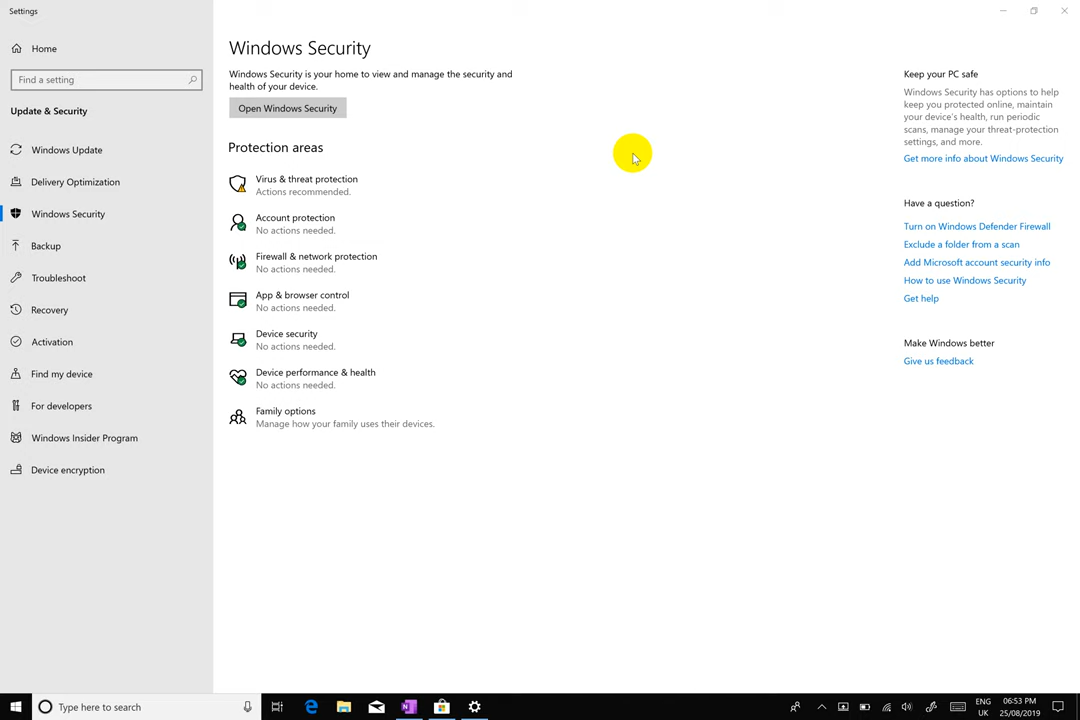 Settings
Home
Find a setting
Update & Security
Windows Update
Delivery Optimization
Windows Security
Backup
Troubleshoot
Recovery
Activation
Find my device
For developers
Windows Insider Program
Device encryption
Windows Security
Windows Security is your home to view and manage the security and
health of your device.
Open Windows Security
Protection areas
Virus & threat protection
Actions recommended.
Account protection
No actions needed.
Firewall & network protection
No actions needed.
App & browser control
No actions needed.
Device security
No actions needed.
Device performance & health
No actions needed.
Family options
Manage how your family uses their devices.
Keep your PC safe
Windows Security has options to help
keep you protected online, maintain
your device's health, run periodic
scans, manage your threat-protection
settings, and more.
Get more info about Windows Security
Have a question?
Turn on Windows Defender Firewall
Exclude a folder from a scan
Add Microsoft account security info
How to use Windows Security
Get help
Make Windows better
Give us feedback
Type here to search
ENG
UK
06:53 PM
25/08/2019